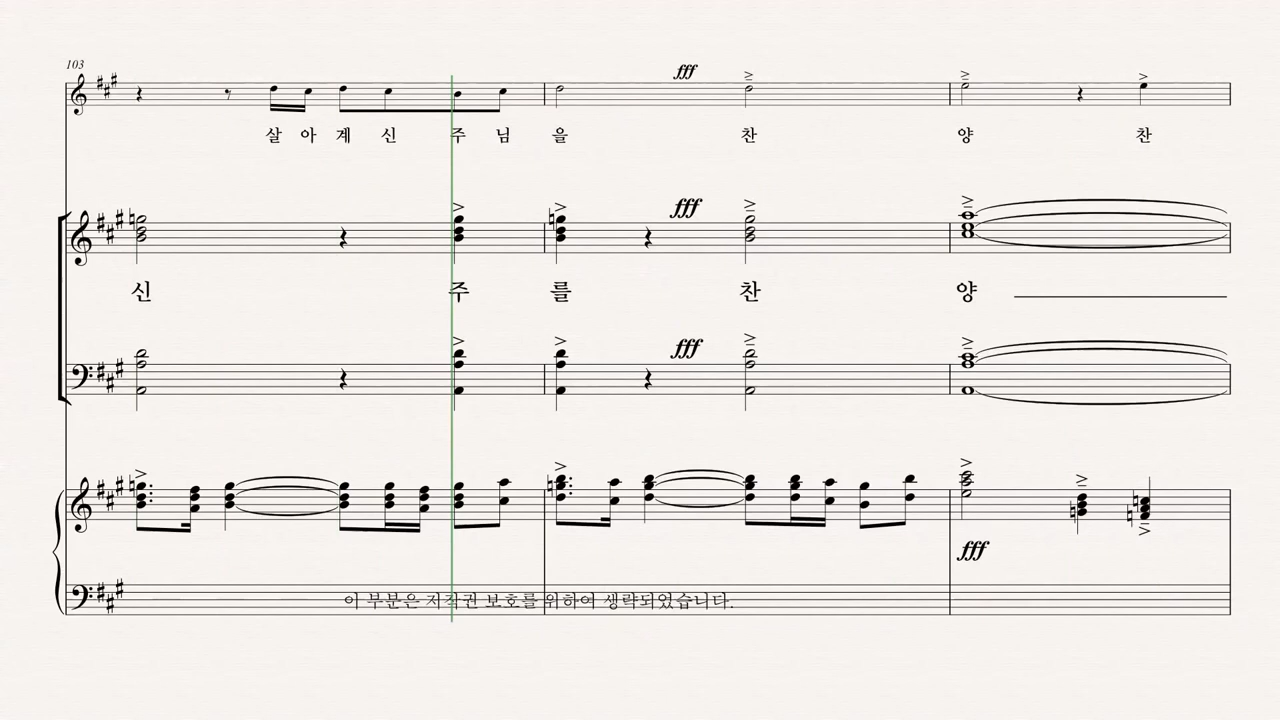 103
fff
살 아 계 신 주 님 을 찬 양 찬
fff
신 주 를 찬 양
fff
fff
이 부분은 저작권 보호를 위하여 생략되었습니다.